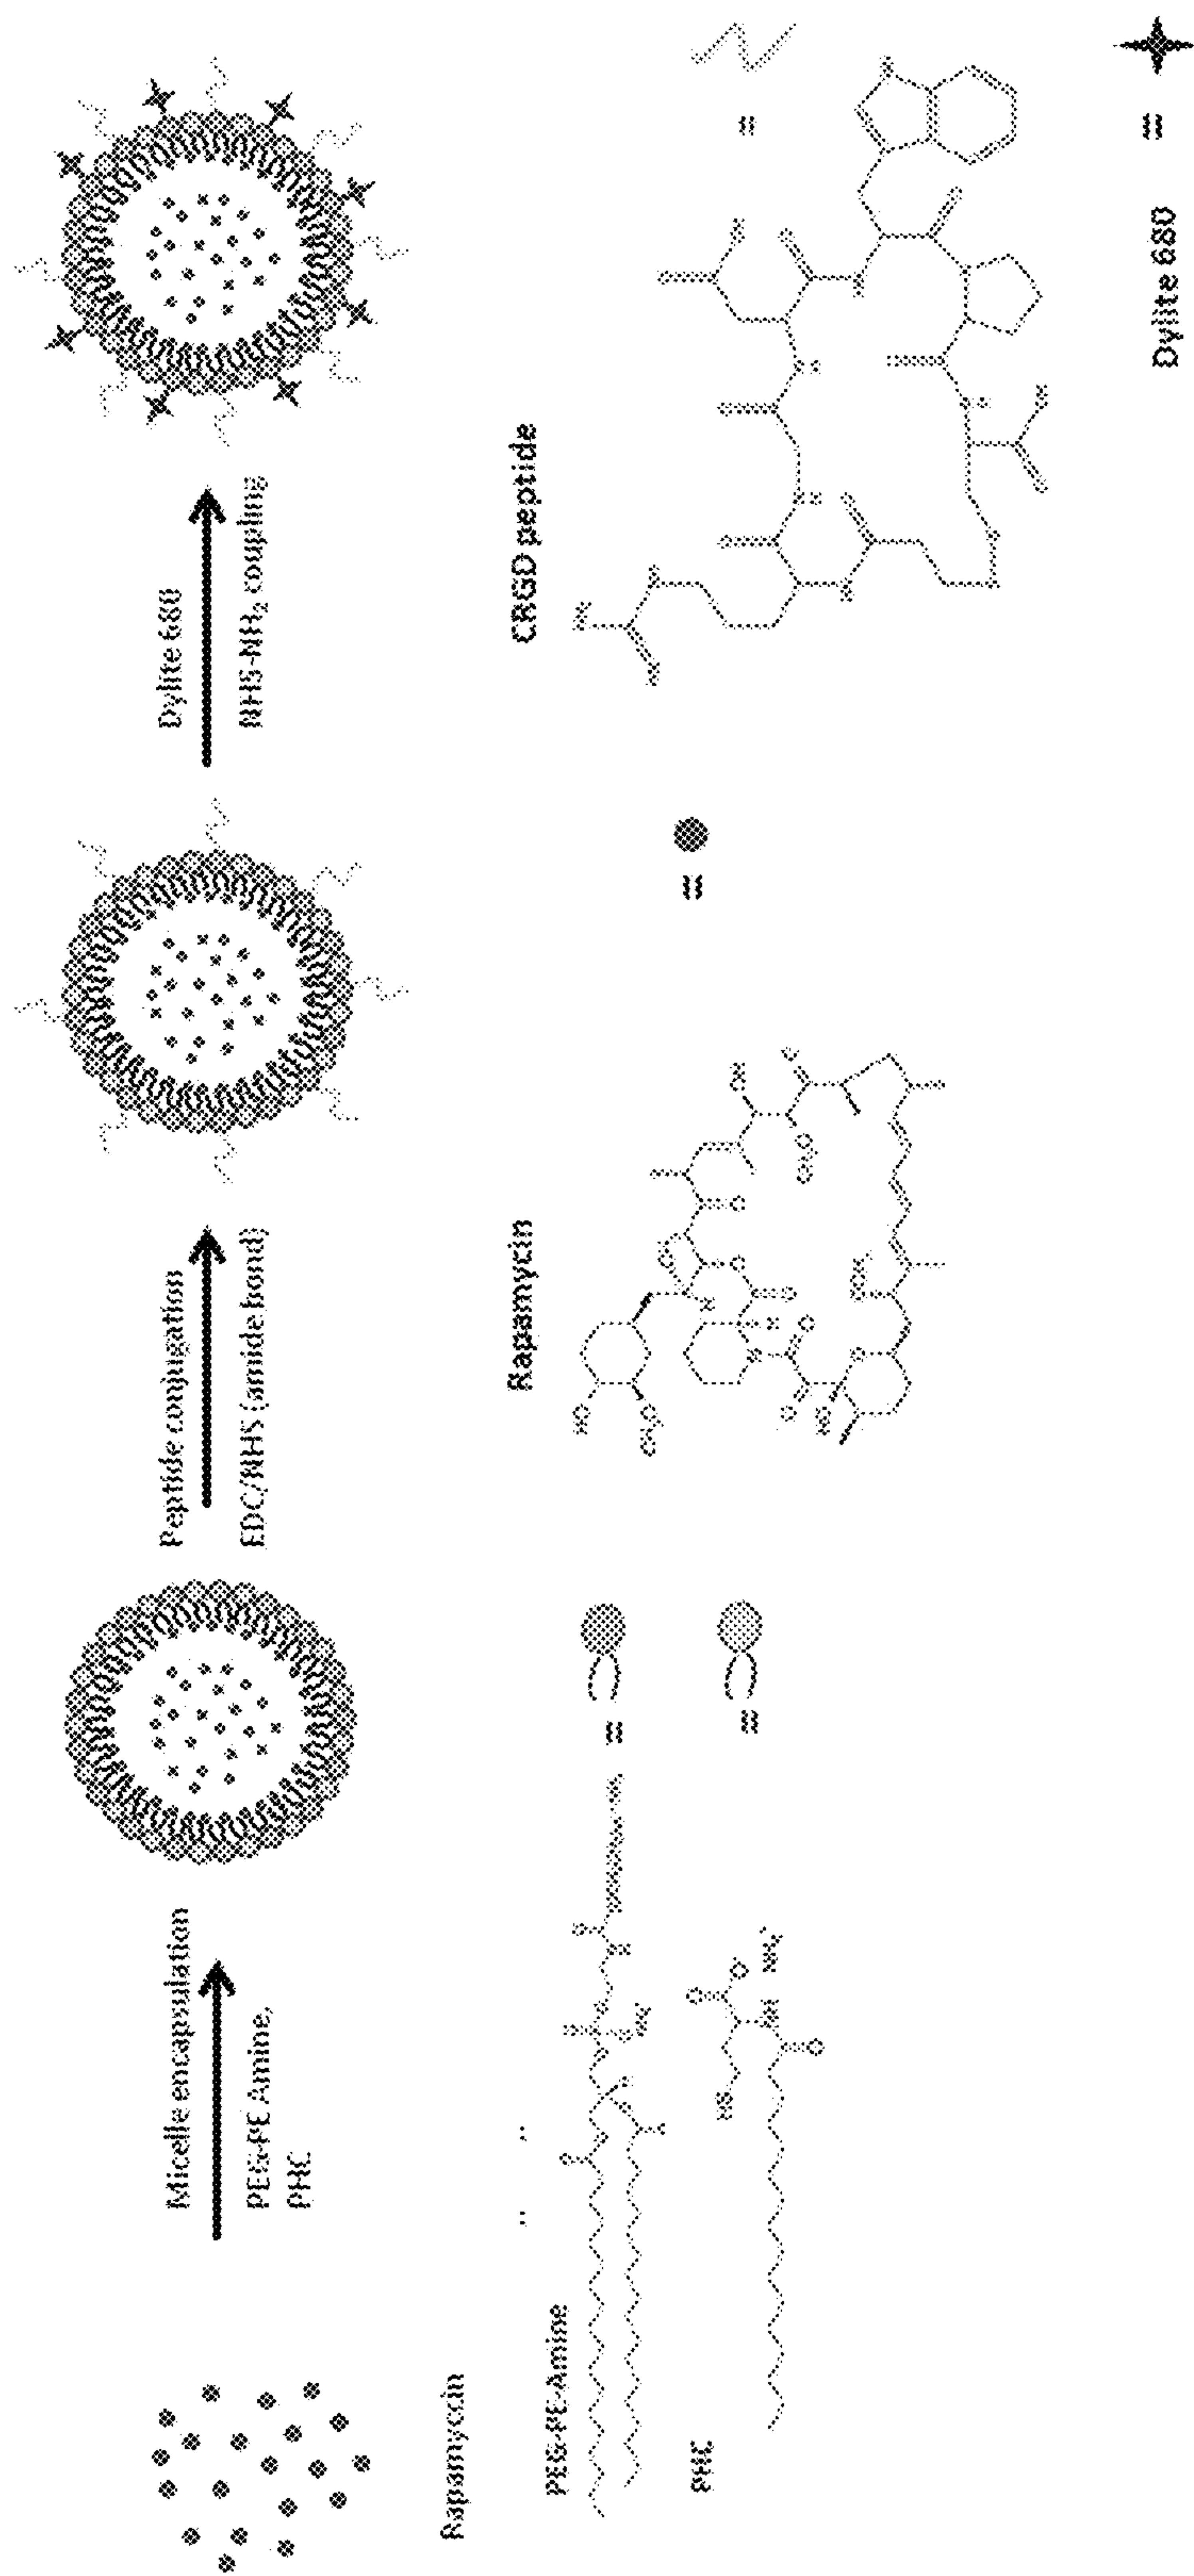 Micelle encapsulation
PEG-PE Amine,
PHC
Peptide conjugation
EDC/NHS (amide bond)
Dylite 680
NHS-NH₂ coupling
Rapamycin
PEG-PE-Amine
=
PHC
=
Rapamycin
=
CRGD peptide
=
Dylite 680 =